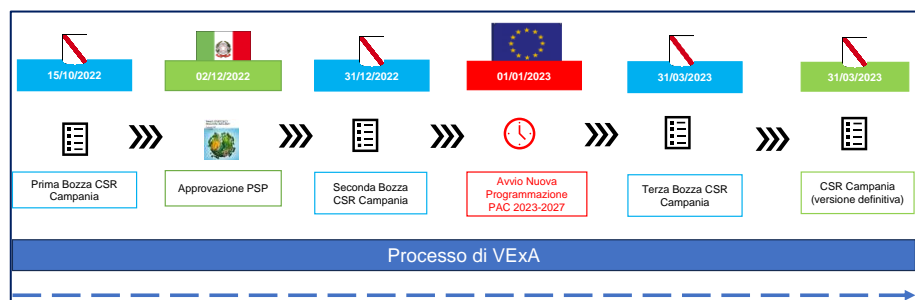 15/10/2022
02/12/2022
31/12/2022
01/01/2023
31/03/2023
31/03/2023
Prima Bozza CSR
Campania
Approvazione PSP
Seconda Bozza
CSR Campania
Avvio Nuova
Programmazione
PAC 2023-2027
Terza Bozza CSR
Campania
CSR Campania
(versione definitiva)
Processo di VExA